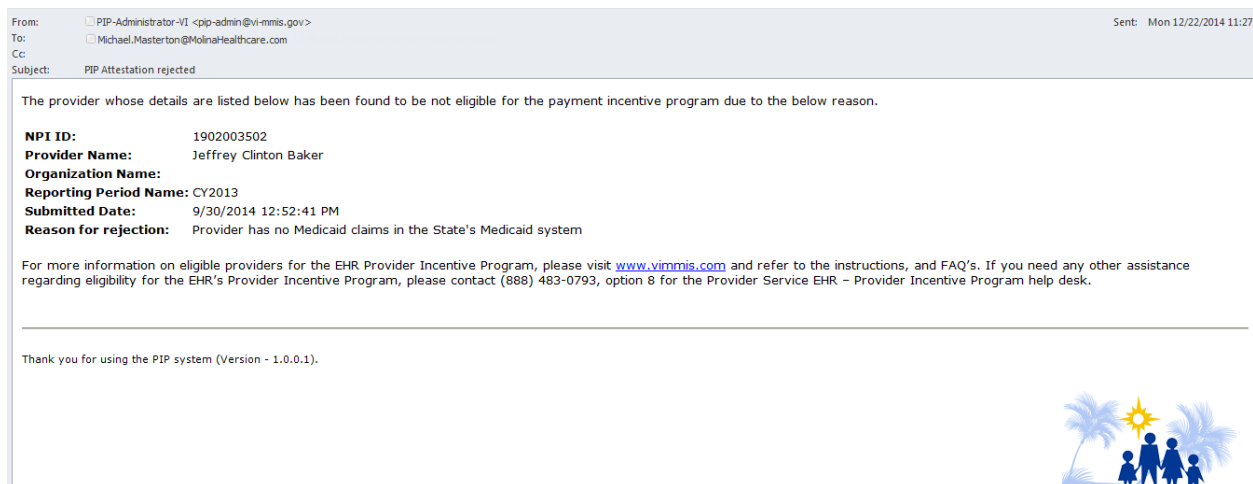 From: PIP-Administrator-VI <pip-admin@vi-mmis.gov> Sent: Mon 12/22/2014 11:27
To: Michael.Masterton@MolinaHealthcare.com
Cc:
Subject: PIP Attestation rejected
The provider whose details are listed below has been found to be not eligible for the payment incentive program due to the below reason.
NPI ID: 1902003502
Provider Name: Jeffrey Clinton Baker
Organization Name:
Reporting Period Name: CY2013
Submitted Date: 9/30/2014 12:52:41 PM
Reason for rejection: Provider has no Medicaid claims in the State's Medicaid system
For more information on eligible providers for the EHR Provider Incentive Program, please visit www.vimmis.com and refer to the instructions, and FAQ's. If you need any other assistance
regarding eligibility for the EHR's Provider Incentive Program, please contact (888) 483-0793, option 8 for the Provider Service EHR – Provider Incentive Program help desk.
Thank you for using the PIP system (Version - 1.0.0.1).